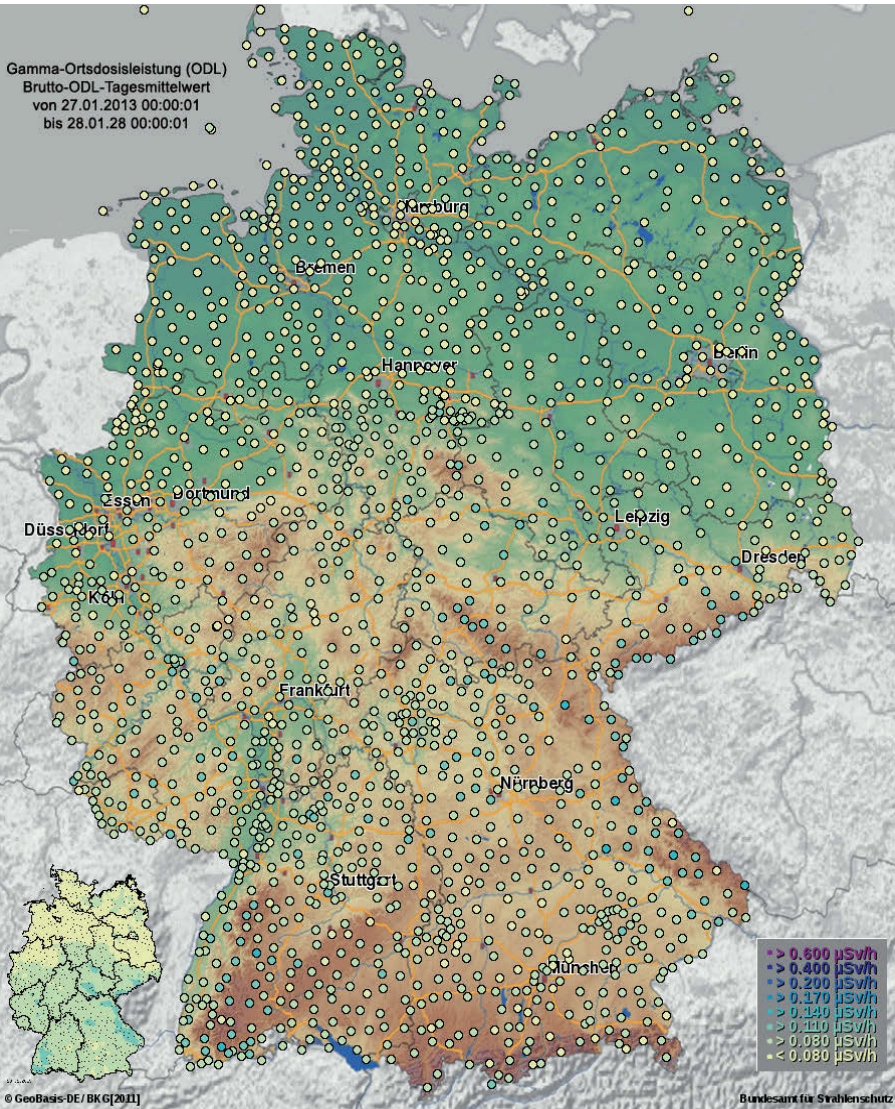 Gamma-Ortsdosisleistung (ODL)
Brutto-ODL-Tagesmittelwert
von 27.01.2013 00:00:01
bis 28.01.28 00:00:01
Hamburg
Bremen
Berlin
Hannover
Dortmund
Essen
Leipzig
Düsseldorf
Dresden
Köln
Frankfurt
Nürnberg
Stuttgart
München
> 0.600 µSv/h
> 0.400 µSv/h
> 0.200 µSv/h
> 0.170 µSv/h
> 0.140 µSv/h
> 0.110 µSv/h
> 0.080 µSv/h
< 0.080 µSv/h
© GeoBasis-DE / BKG[2011]
Bundesamt für Strahlenschutz